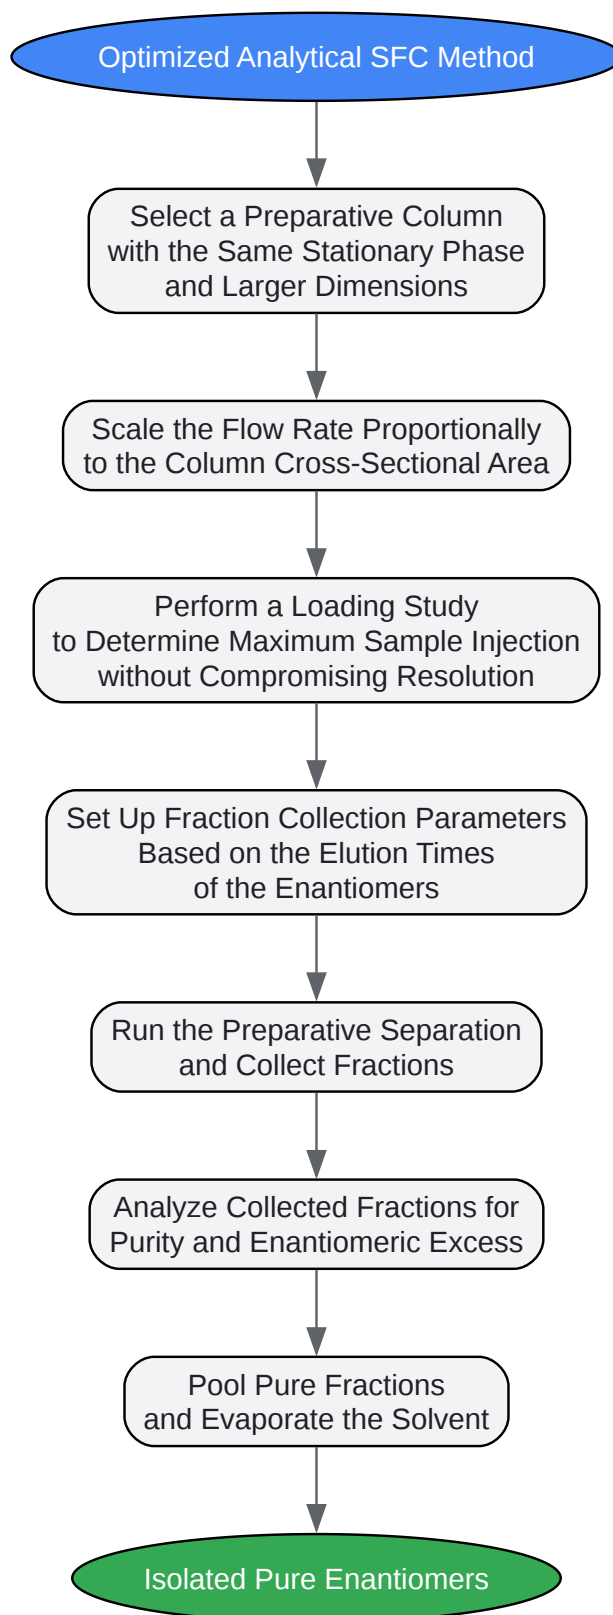 Optimized Analytical SFC Method
Select a Preparative Column
with the Same Stationary Phase
and Larger Dimensions
Scale the Flow Rate Proportionally
to the Column Cross-Sectional Area
Perform a Loading Study
to Determine Maximum Sample Injection
without Compromising Resolution
Set Up Fraction Collection Parameters
Based on the Elution Times
of the Enantiomers
Run the Preparative Separation
and Collect Fractions
Analyze Collected Fractions for
Purity and Enantiomeric Excess
Pool Pure Fractions
and Evaporate the Solvent
Isolated Pure Enantiomers